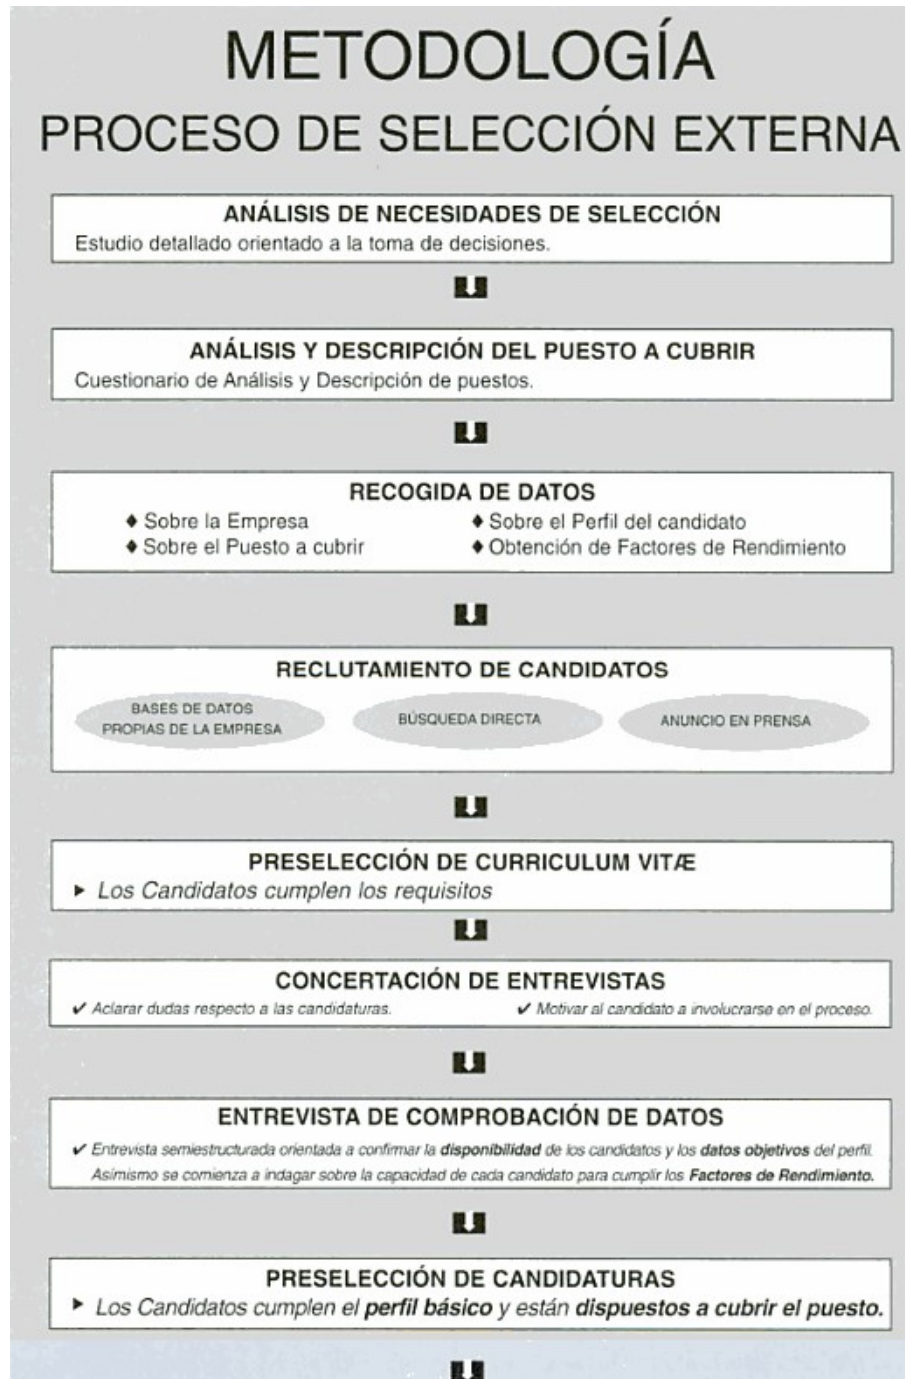 METODOLOGÍA
PROCESO DE SELECCIÓN EXTERNA
ANÁLISIS DE NECESIDADES DE SELECCIÓN
Estudio detallado orientado a la toma de decisiones.
ANÁLISIS Y DESCRIPCIÓN DEL PUESTO A CUBRIR
Cuestionario de Análisis y Descripción de puestos.
RECOGIDA DE DATOS
♦ Sobre la Empresa
♦ Sobre el Puesto a cubrir
♦ Sobre el Perfil del candidato
♦ Obtención de Factores de Rendimiento
RECLUTAMIENTO DE CANDIDATOS
BASES DE DATOS
PROPIAS DE LA EMPRESA
BÚSQUEDA DIRECTA
ANUNCIO EN PRENSA
PRESELECCIÓN DE CURRICULUM VITÆ
► Los Candidatos cumplen los requisitos
CONCERTACIÓN DE ENTREVISTAS
✔ Aclarar dudas respecto a las candidaturas.
✔ Motivar al candidato a involucrarse en el proceso.
ENTREVISTA DE COMPROBACIÓN DE DATOS
✔ Entrevista semiestructurada orientada a confirmar la disponibilidad de los candidatos y los datos objetivos del perfil.
Asimismo se comienza a indagar sobre la capacidad de cada candidato para cumplir los Factores de Rendimiento.
PRESELECCIÓN DE CANDIDATURAS
► Los Candidatos cumplen el perfil básico y están dispuestos a cubrir el puesto.